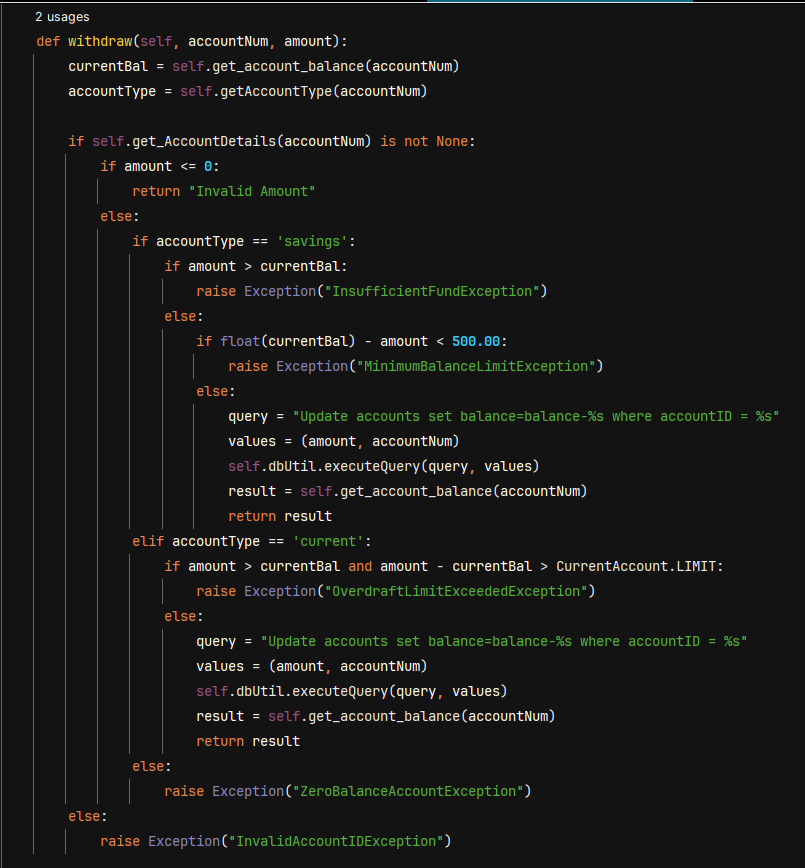 2 usages
def withdraw(self, accountNum, amount):
    currentBal = self.get_account_balance(accountNum)
    accountType = self.getAccountType(accountNum)

    if self.get_AccountDetails(accountNum) is not None:
        if amount <= 0:
            return "Invalid Amount"
        else:
            if accountType == 'savings':
                if amount > currentBal:
                    raise Exception("InsufficientFundException")
                else:
                    if float(currentBal) - amount < 500.00:
                        raise Exception("MinimumBalanceLimitException")
                    else:
                        query = "Update accounts set balance=balance-%s where accountID = %s"
                        values = (amount, accountNum)
                        self.dbUtil.executeQuery(query, values)
                        result = self.get_account_balance(accountNum)
                        return result
            elif accountType == 'current':
                if amount > currentBal and amount - currentBal > CurrentAccount.LIMIT:
                    raise Exception("OverdraftLimitExceededException")
                else:
                    query = "Update accounts set balance=balance-%s where accountID = %s"
                    values = (amount, accountNum)
                    self.dbUtil.executeQuery(query, values)
                    result = self.get_account_balance(accountNum)
                    return result
            else:
                raise Exception("ZeroBalanceAccountException")
    else:
        raise Exception("InvalidAccountIDException")